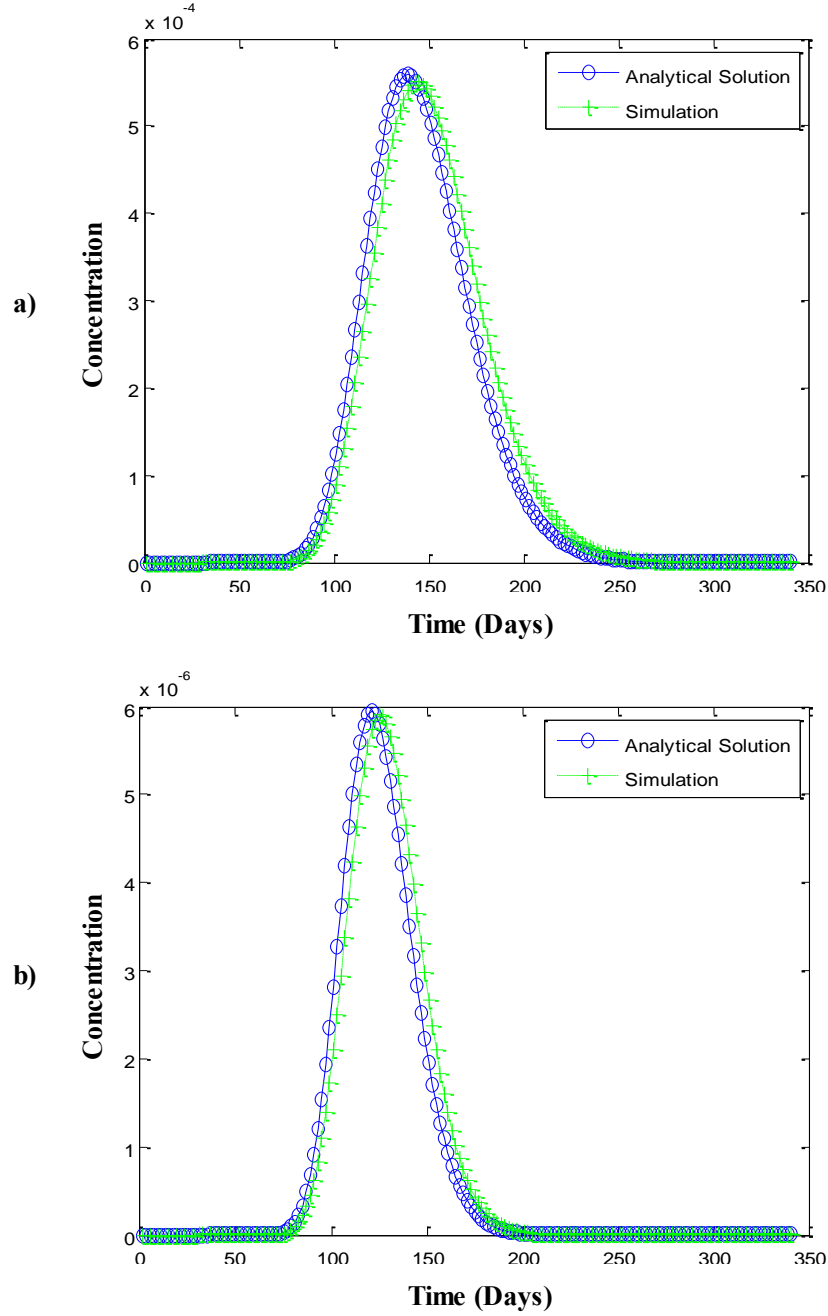 x 10⁻⁴
6
5
4
3
2
1
0
Analytical Solution
Simulation
Concentration
a)
0 50 100 150 200 250 300 350
Time (Days)
x 10⁻⁶
6
5
4
3
2
1
0
Analytical Solution
Simulation
Concentration
b)
0 50 100 150 200 250 300 350
Time (Days)